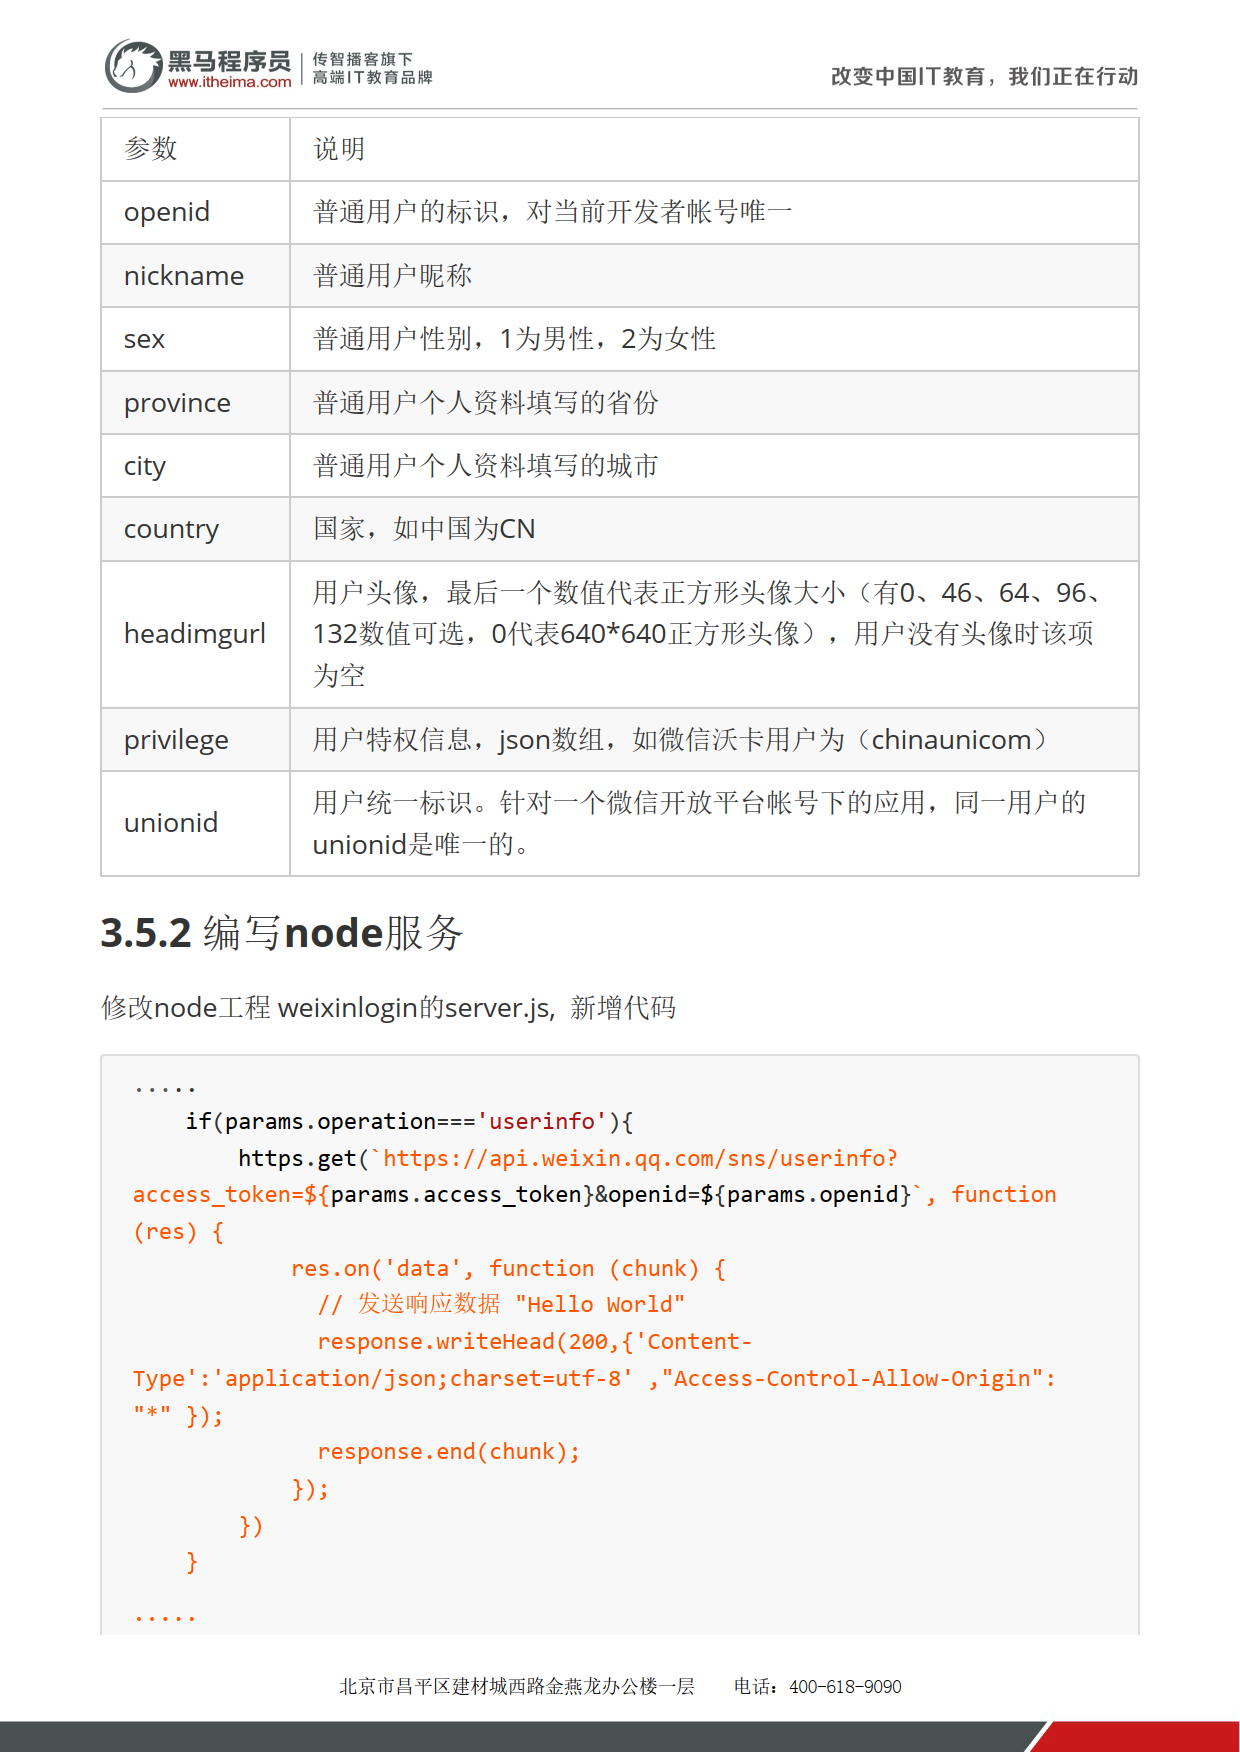 黑马程序员
www.itheima.com
传智播客旗下
高端IT教育品牌
改变中国IT教育，我们正在行动
参数 说明
openid 普通用户的标识，对当前开发者帐号唯一
nickname 普通用户昵称
sex 普通用户性别，1为男性，2为女性
province 普通用户个人资料填写的省份
city 普通用户个人资料填写的城市
country 国家，如中国为CN
headimgurl 用户头像，最后一个数值代表正方形头像大小（有0、46、64、96、
132数值可选，0代表640*640正方形头像），用户没有头像时该项
为空
privilege 用户特权信息，json数组，如微信沃卡用户为（chinaunicom）
unionid 用户统一标识。针对一个微信开放平台帐号下的应用，同一用户的
unionid是唯一的。
3.5.2 编写node服务
修改node工程 weixinlogin的server.js, 新增代码
.....
if(params.operation==='userinfo'){
https.get(`https://api.weixin.qq.com/sns/userinfo?
access_token=${params.access_token}&openid=${params.openid}`, function
(res) {
res.on('data', function (chunk) {
// 发送响应数据 "Hello World"
response.writeHead(200,{'Content-
Type':'application/json;charset=utf-8' ,"Access-Control-Allow-Origin":
"*" });
response.end(chunk);
});
})
}
.....
北京市昌平区建材城西路金燕龙办公楼一层 电话：400-618-9090